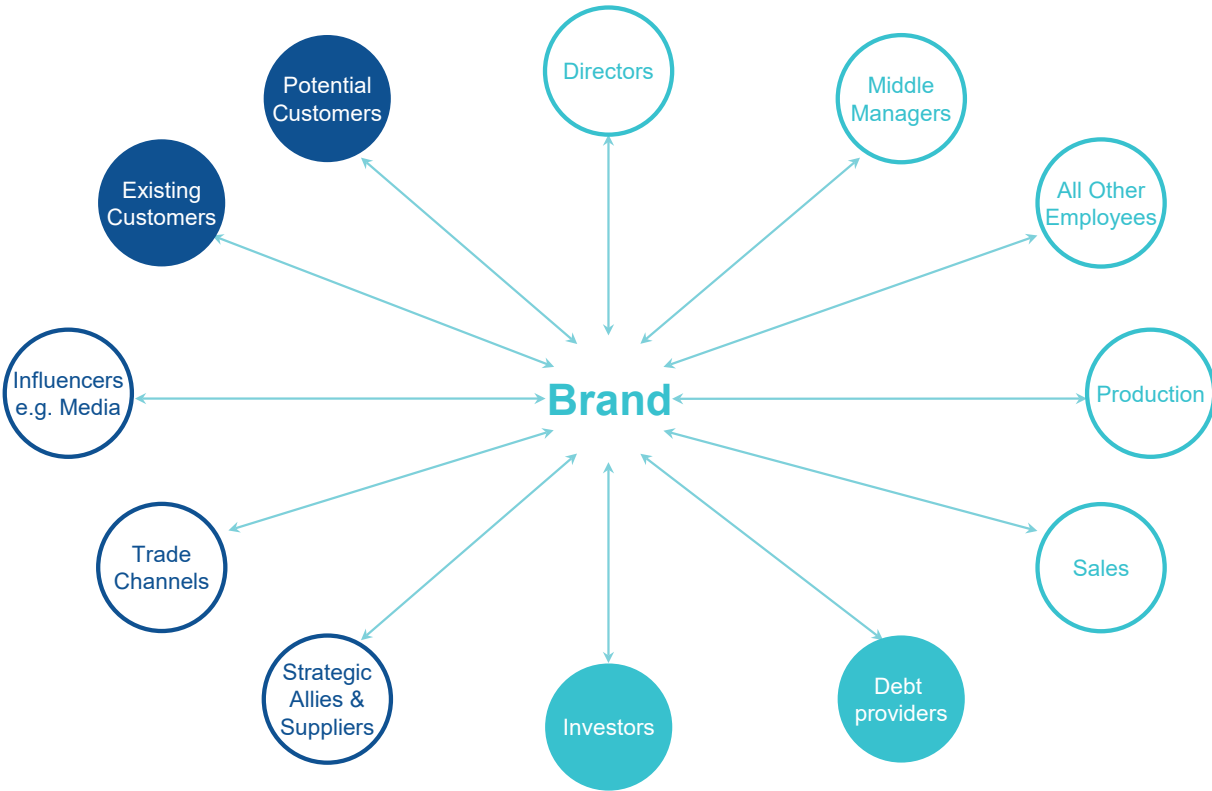 Directors
Potential
Customers
Middle
Managers
Existing
Customers
All Other
Employees
Influencers
e.g. Media
Brand
Production
Trade
Channels
Sales
Strategic
Allies &
Suppliers
Investors
Debt
providers